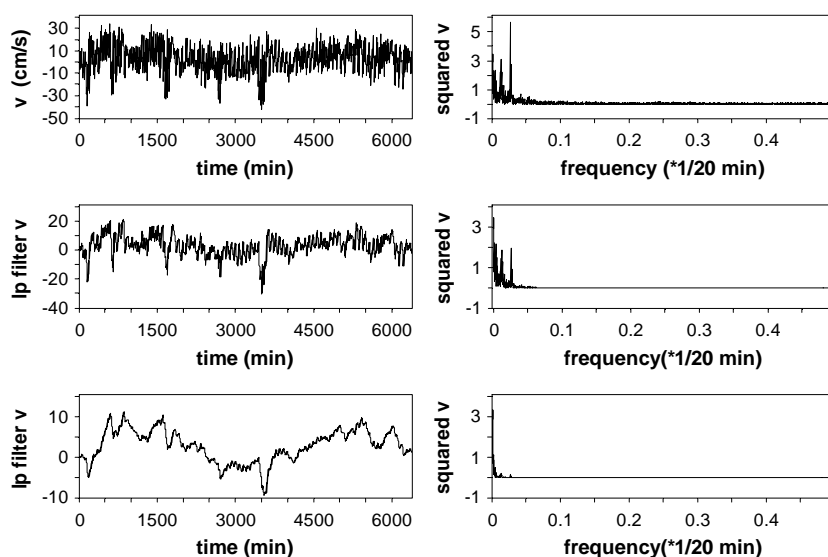 v (cm/s)
30
10
-10
-30
-50
0 1500 3000 4500 6000
time (min)
squared v
5
3
1
-1
0 0.1 0.2 0.3 0.4
frequency (*1/20 min)
lp filter v
20
0
-20
-40
0 1500 3000 4500 6000
time (min)
squared v
3
1
-1
0 0.1 0.2 0.3 0.4
frequency(*1/20 min)
lp filter v
10
0
-10
0 1500 3000 4500 6000
time (min)
squared v
3
1
-1
0 0.1 0.2 0.3 0.4
frequency(*1/20 min)